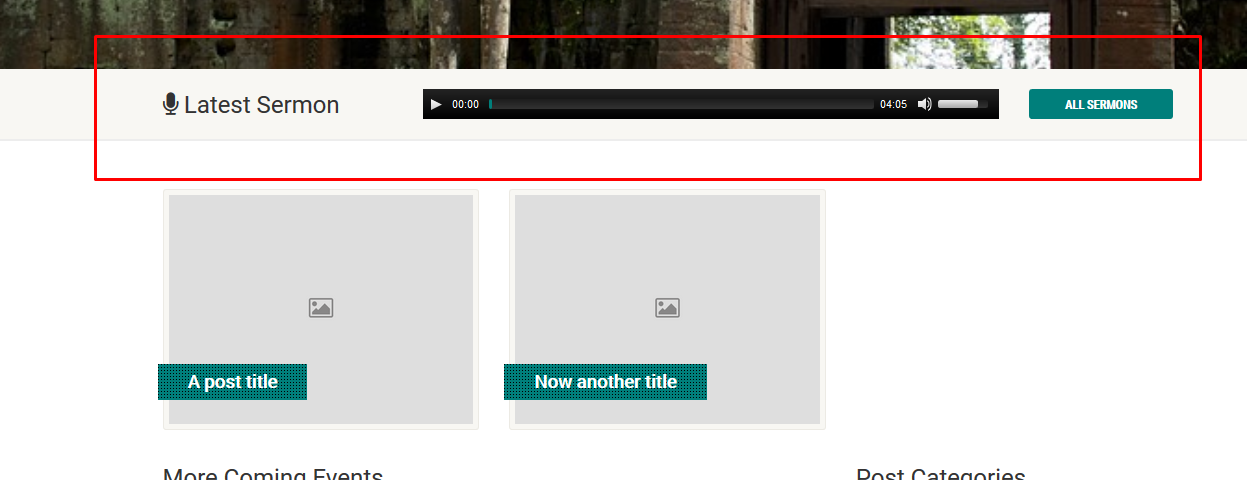 Latest Sermon
00:00
04:05
ALL SERMONS
A post title
Now another title
More Coming Events
Post Categories